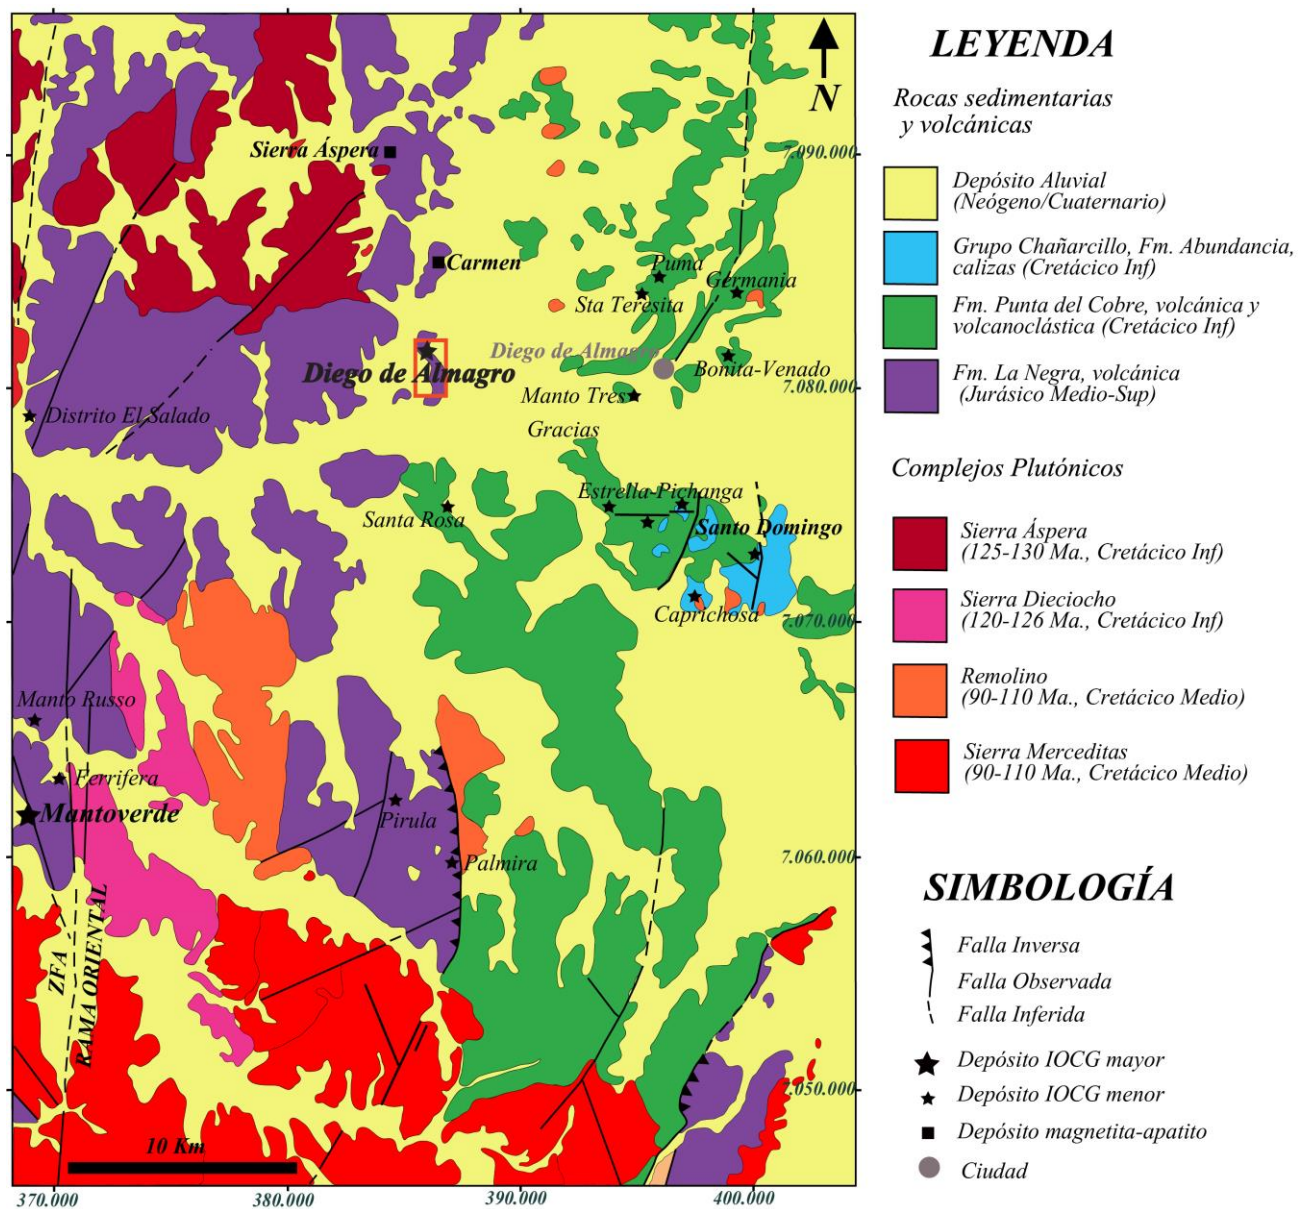 N
Sierra Áspera
7.090.000
Carmen
Puma
Germania
Sta Teresita
Diego de Almagro
Diego de Almagro
Bonita-Venado
7.080.000
Manto Tres
Gracias
Distrito El Salado
Estrella-Pichanga
Santa Rosa
Santo Domingo
Caprichosa
7.070.000
Manto Russo
Ferrifera
Mantoverde
Pirula
Palmira
7.060.000
ZFA
RAMA ORIENTAL
7.050.000
10 Km
370.000
380.000
390.000
400.000
LEYENDA
Rocas sedimentarias
y volcánicas
Depósito Aluvial
(Neógeno/Cuaternario)
Grupo Chañarcillo, Fm. Abundancia,
calizas (Cretácico Inf)
Fm. Punta del Cobre, volcánica y
volcanoclástica (Cretácico Inf)
Fm. La Negra, volcánica
(Jurásico Medio-Sup)
Complejos Plutónicos
Sierra Áspera
(125-130 Ma., Cretácico Inf)
Sierra Dieciocho
(120-126 Ma., Cretácico Inf)
Remolino
(90-110 Ma., Cretácico Medio)
Sierra Merceditas
(90-110 Ma., Cretácico Medio)
SIMBOLOGÍA
Falla Inversa
Falla Observada
Falla Inferida
Depósito IOCG mayor
Depósito IOCG menor
Depósito magnetita-apatito
Ciudad